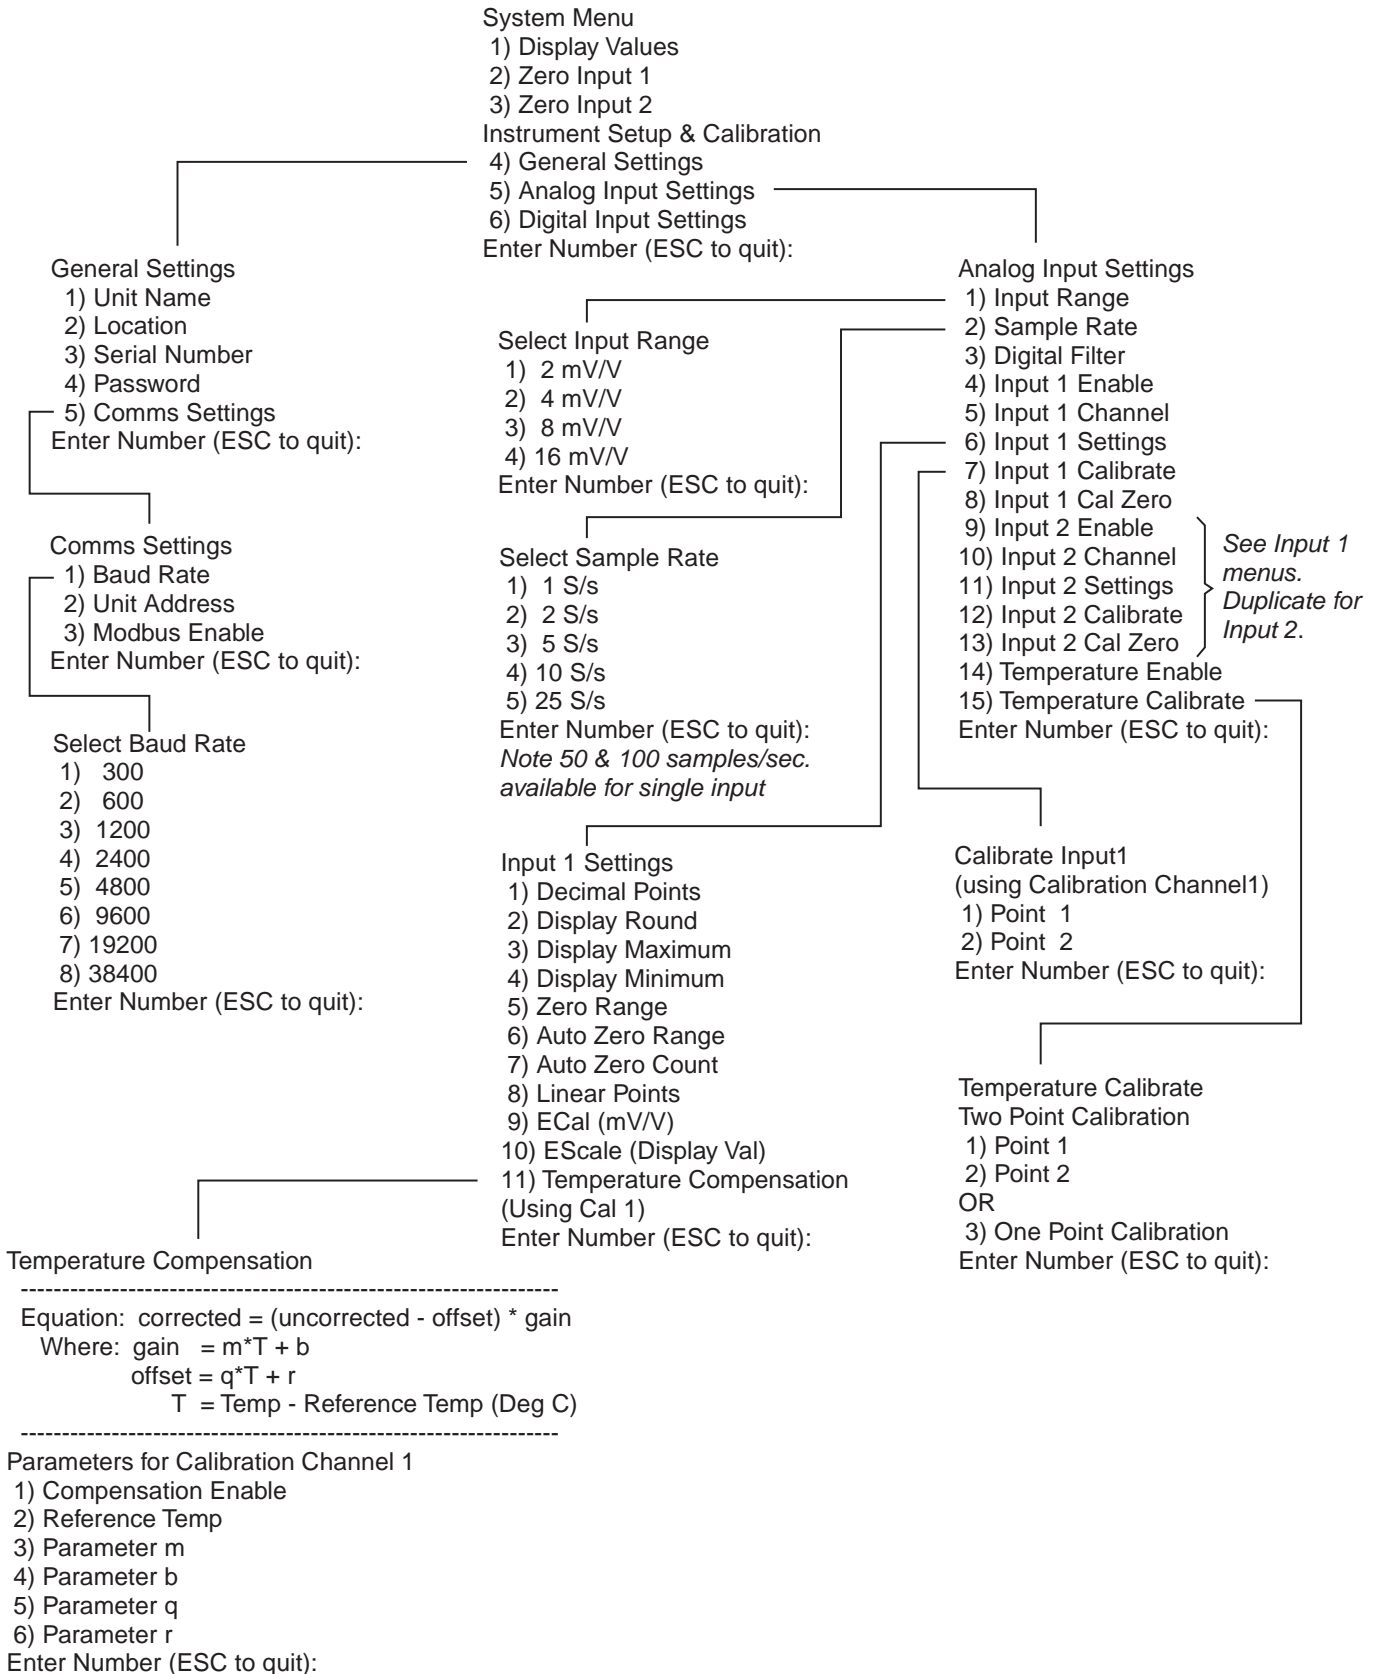 System Menu
1) Display Values
2) Zero Input 1
3) Zero Input 2
Instrument Setup & Calibration
4) General Settings
5) Analog Input Settings
6) Digital Input Settings
Enter Number (ESC to quit):
General Settings
1) Unit Name
2) Location
3) Serial Number
4) Password
5) Comms Settings
Enter Number (ESC to quit):
Comms Settings
1) Baud Rate
2) Unit Address
3) Modbus Enable
Enter Number (ESC to quit):
Select Baud Rate
1) 300
2) 600
3) 1200
4) 2400
5) 4800
6) 9600
7) 19200
8) 38400
Enter Number (ESC to quit):
Select Input Range
1) 2 mV/V
2) 4 mV/V
3) 8 mV/V
4) 16 mV/V
Enter Number (ESC to quit):
Select Sample Rate
1) 1 S/s
2) 2 S/s
3) 5 S/s
4) 10 S/s
5) 25 S/s
Enter Number (ESC to quit):
Note 50 & 100 samples/sec.
available for single input
Input 1 Settings
1) Decimal Points
2) Display Round
3) Display Maximum
4) Display Minimum
5) Zero Range
6) Auto Zero Range
7) Auto Zero Count
8) Linear Points
9) ECal (mV/V)
10) EScale (Display Val)
11) Temperature Compensation
(Using Cal 1)
Enter Number (ESC to quit):
Analog Input Settings
1) Input Range
2) Sample Rate
3) Digital Filter
4) Input 1 Enable
5) Input 1 Channel
6) Input 1 Settings
7) Input 1 Calibrate
8) Input 1 Cal Zero
9) Input 2 Enable
10) Input 2 Channel
11) Input 2 Settings
12) Input 2 Calibrate
13) Input 2 Cal Zero
14) Temperature Enable
15) Temperature Calibrate
Enter Number (ESC to quit):
See Input 1
menus.
Duplicate for
Input 2.
Calibrate Input1
(using Calibration Channel1)
1) Point 1
2) Point 2
Enter Number (ESC to quit):
Temperature Calibrate
Two Point Calibration
1) Point 1
2) Point 2
OR
3) One Point Calibration
Enter Number (ESC to quit):
Temperature Compensation
-----------------------------------------------------------------
Equation: corrected = (uncorrected - offset) * gain
Where: gain = m*T + b
offset = q*T + r
T = Temp - Reference Temp (Deg C)
-----------------------------------------------------------------
Parameters for Calibration Channel 1
1) Compensation Enable
2) Reference Temp
3) Parameter m
4) Parameter b
5) Parameter q
6) Parameter r
Enter Number (ESC to quit):